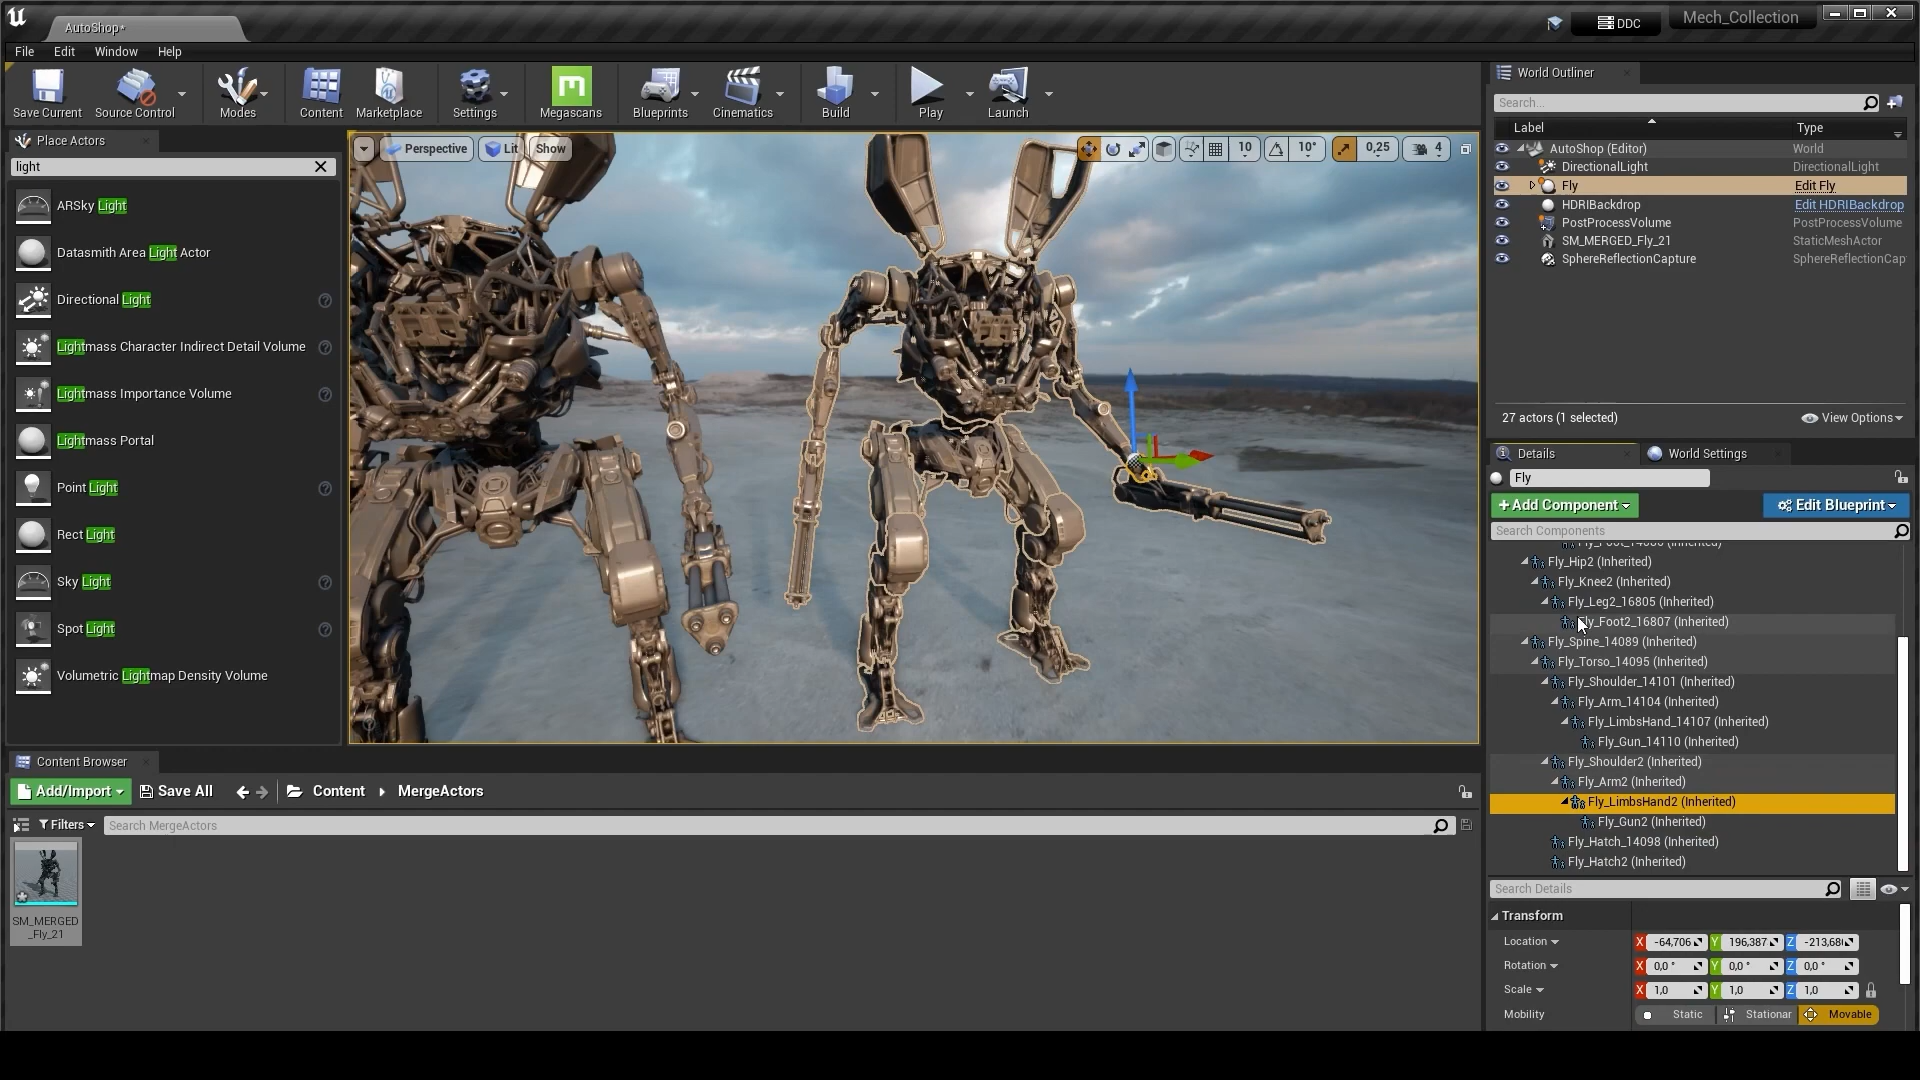 AutoShop*
DDC
Mech_Collection
File Edit Window Help
Save Current Source Control Modes Content Marketplace Settings Megascans Blueprints Cinematics Build Play Launch
Place Actors
light
ARSky Light
Datasmith Area Light Actor
Directional Light
Lightmass Character Indirect Detail Volume
Lightmass Importance Volume
Lightmass Portal
Point Light
Rect Light
Sky Light
Spot Light
Volumetric Lightmap Density Volume
Perspective Lit Show
10 10° 0,25 4
World Outliner
Search...
Label Type
AutoShop (Editor) World
DirectionalLight DirectionalLight
Fly Edit Fly
HDRIBackdrop Edit HDRIBackdrop
PostProcessVolume PostProcessVolume
SM_MERGED_Fly_21 StaticMeshActor
SphereReflectionCapture SphereReflectionCap
27 actors (1 selected) View Options
Details World Settings
Fly
+Add Component Edit Blueprint
Search Components
Fly_Hip2 (Inherited)
Fly_Knee2 (Inherited)
Fly_Leg2_16805 (Inherited)
Fly_Foot2_16807 (Inherited)
Fly_Spine_14089 (Inherited)
Fly_Torso_14095 (Inherited)
Fly_Shoulder_14101 (Inherited)
Fly_Arm_14104 (Inherited)
Fly_LimbsHand_14107 (Inherited)
Fly_Gun_14110 (Inherited)
Fly_Shoulder2 (Inherited)
Fly_Arm2 (Inherited)
Fly_LimbsHand2 (Inherited)
Fly_Gun2 (Inherited)
Fly_Hatch_14098 (Inherited)
Fly_Hatch2 (Inherited)
Search Details
Transform
Location X -64,706 Y 196,387 Z -213,68
Rotation X 0,0 ° Y 0,0 ° Z 0,0 °
Scale X 1,0 Y 1,0 Z 1,0
Mobility Static Stationar Movable
Content Browser
Add/Import Save All Content MergeActors
Filters Search MergeActors
SM_MERGED
_Fly_21